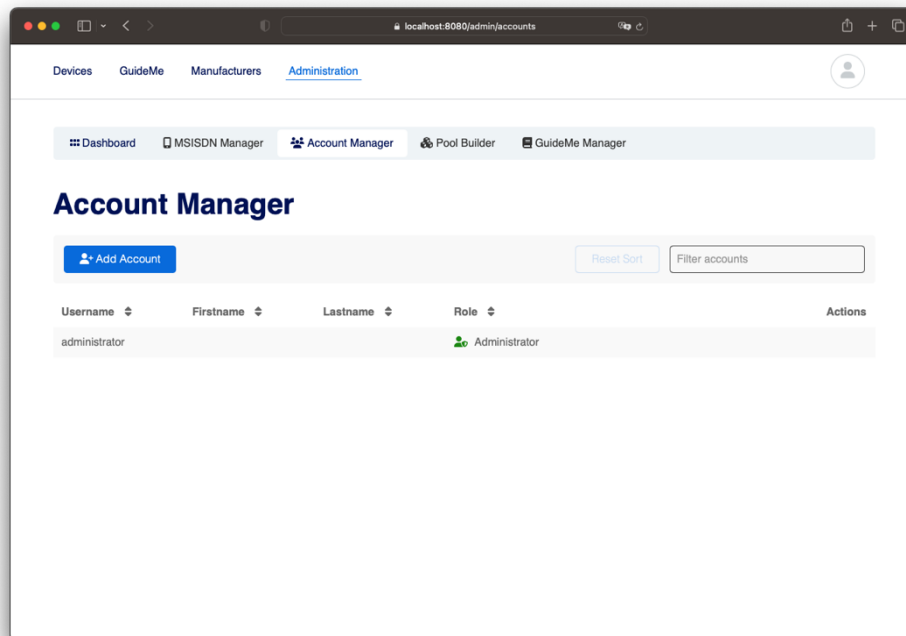 localhost:8080/admin/accounts
Devices GuideMe Manufacturers Administration
Dashboard MSISDN Manager Account Manager Pool Builder GuideMe Manager
Account Manager
Add Account Reset Sort Filter accounts
Username Firstname Lastname Role Actions
administrator Administrator